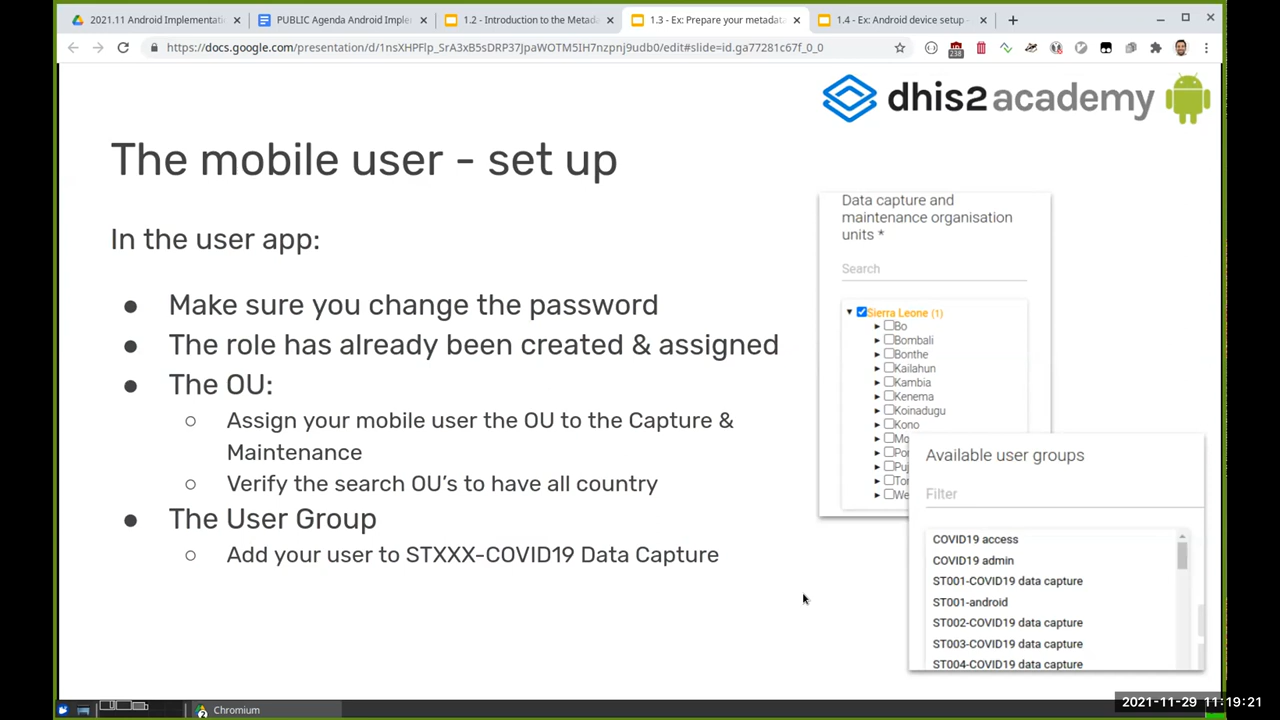 2021.11 Android Implementati
PUBLIC Agenda Android Imple
1.2 - Introduction to the Metad
1.3 - Ex: Prepare your metada
1.4 - Ex: Android device setup -
https://docs.google.com/presentation/d/1nsXHPFlp_SrA3xB5sDRP37JpaWOTM5IH7nzpnj9udb0/edit#slide=id.ga77281c67f_0_0
238
dhis2 academy
The mobile user - set up
In the user app:
● Make sure you change the password
● The role has already been created & assigned
● The OU:
○ Assign your mobile user the OU to the Capture &
Maintenance
○ Verify the search OU's to have all country
● The User Group
○ Add your user to STXXX-COVID19 Data Capture
Data capture and
maintenance organisation
units *
Search
Sierra Leone (1)
Bo
Bombali
Bonthe
Kailahun
Kambia
Kenema
Koinadugu
Kono
Mo
Por
Puj
Ton
We
Available user groups
Filter
COVID19 access
COVID19 admin
ST001-COVID19 data capture
ST001-android
ST002-COVID19 data capture
ST003-COVID19 data capture
ST004-COVID19 data capture
Chromium
2021-11-29 11:19:21